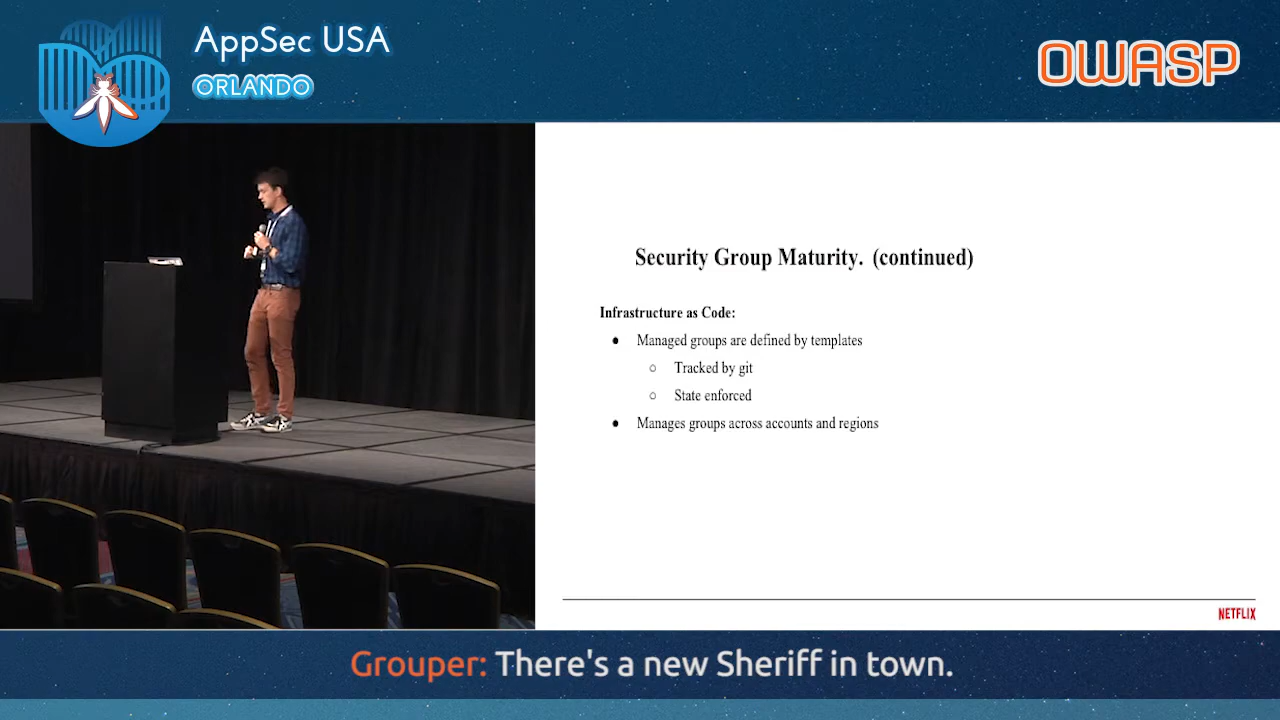 AppSec USA
ORLANDO
OWASP
Security Group Maturity. (continued)
Infrastructure as Code:
● Managed groups are defined by templates
○ Tracked by git
○ State enforced
● Manages groups across accounts and regions
NETFLIX
Grouper: There's a new Sheriff in town.